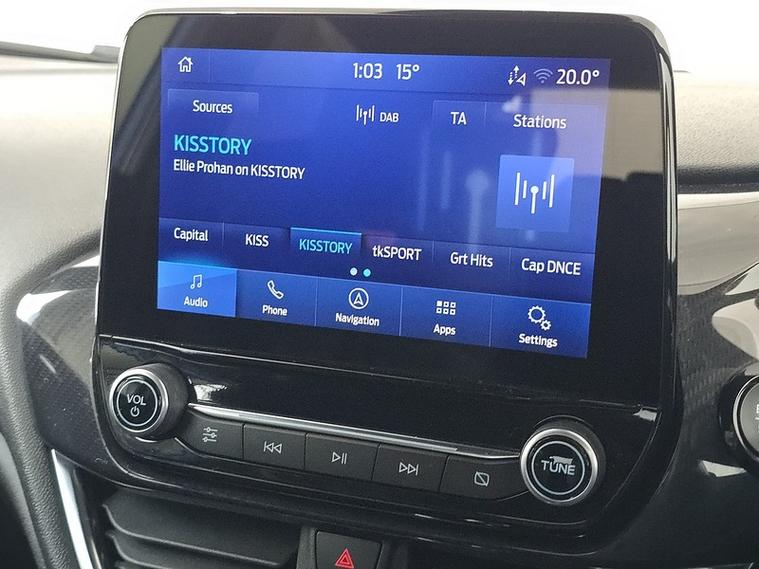 1:03 15° 20.0°
Sources DAB TA Stations
KISSTORY
Ellie Prohan on KISSTORY
Capital KISS KISSTORY tkSPORT Grt Hits Cap DNCE
Audio Phone Navigation Apps Settings
VOL
TUNE